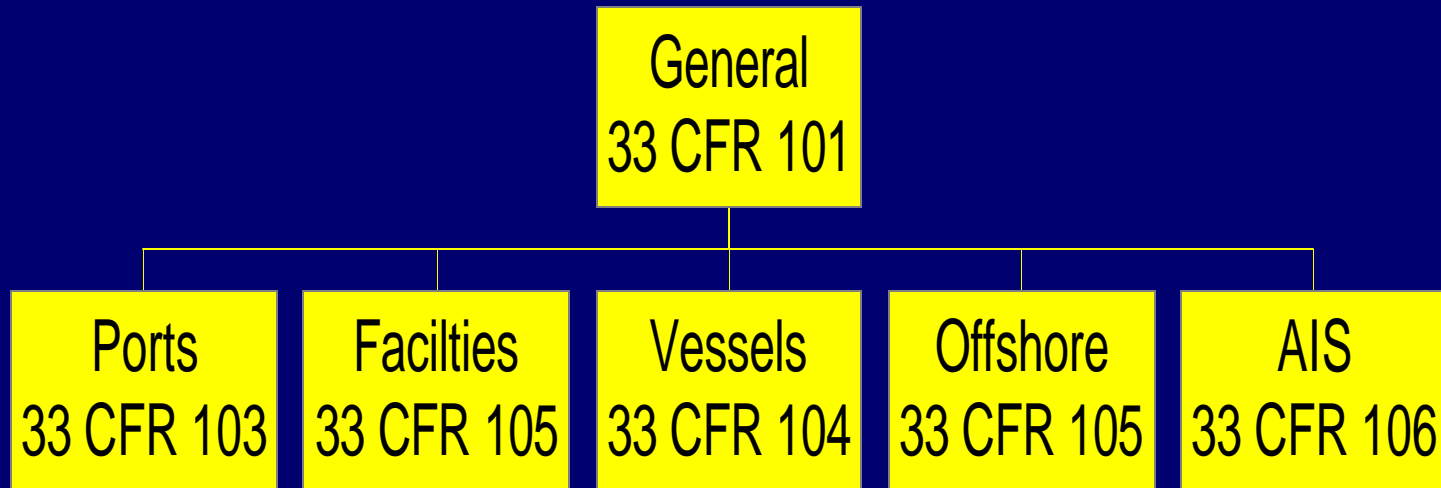 General
33 CFR 101
Ports
33 CFR 103
Facilties
33 CFR 105
Vessels
33 CFR 104
Offshore
33 CFR 105
AIS
33 CFR 106